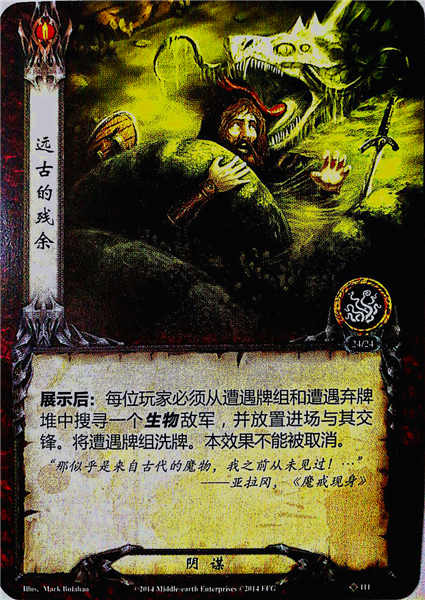 远古的残余
24/24
展示后：每位玩家必须从遭遇牌组和遭遇弃牌
堆中搜寻一个生物敌军，并放置进场与其交
锋。将遭遇牌组洗牌。本效果不能被取消。
“那似乎是来自古代的魔物，我之前从未见过！…”
——亚拉冈，《魔戒现身》
阴谋
Illus. Mark Bulahao
©2014 Middle-earth Enterprises ©2014 FFG
111